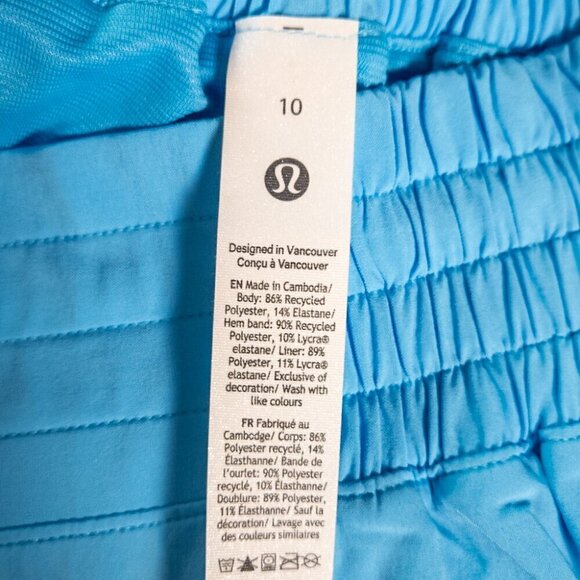 10
Designed in Vancouver
Conçu à Vancouver
EN Made in Cambodia/
Body: 86% Recycled
Polyester, 14% Elastane/
Hem band: 90% Recycled
Polyester, 10% Lycra®
elastane/ Liner: 89%
Polyester, 11% Lycra®
elastane/ Exclusive of
decoration/ Wash with
like colours
FR Fabriqué au
Cambodge/ Corps: 86%
Polyester recyclé, 14%
Élasthanne/ Bande de
l'ourlet: 90% Polyester
recyclé, 10% Élasthanne/
Doublure: 89% Polyester,
11% Élasthanne/ Sauf la
décoration/ Lavage avec
des couleurs similaires